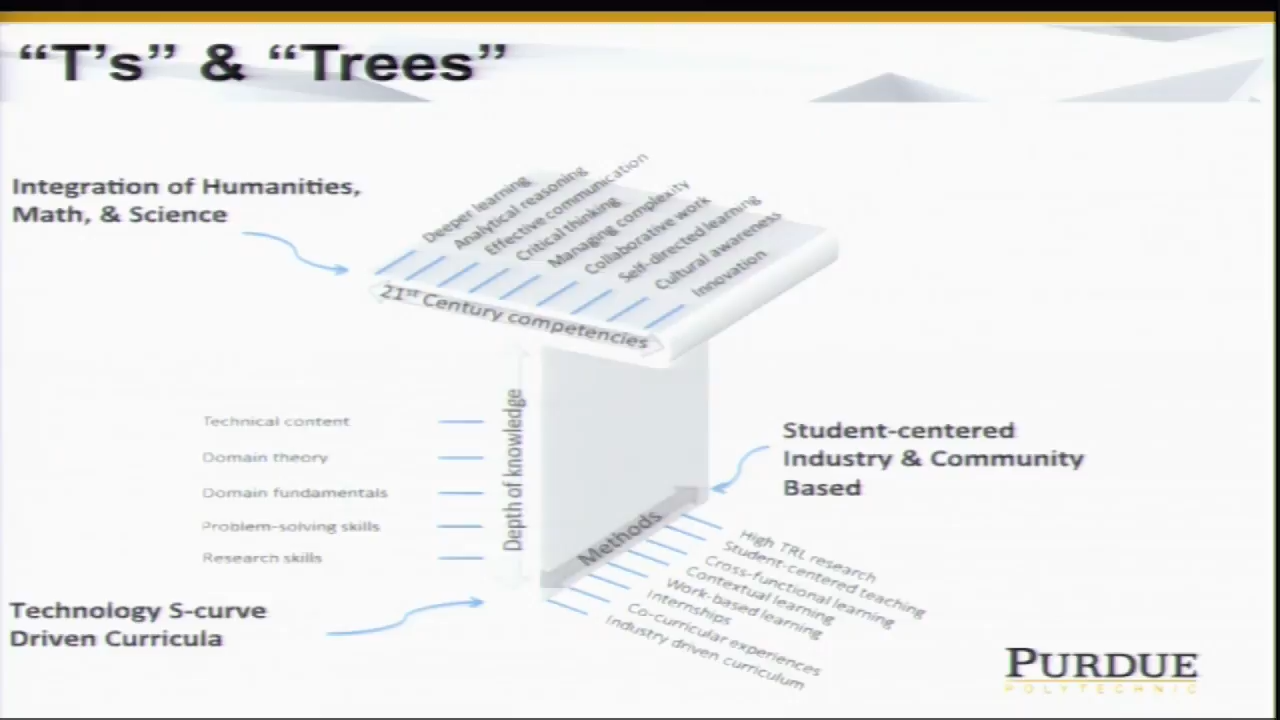 “T’s” & “Trees”
Integration of Humanities,
Math, & Science
Deeper learning
Analytical reasoning
Effective communication
Critical thinking
Managing complexity
Collaborative work
Self-directed learning
Cultural awareness
Innovation
21st Century competencies
Depth of knowledge
Technical content
Domain theory
Domain fundamentals
Problem-solving skills
Research skills
Technology S-curve
Driven Curricula
Student-centered
Industry & Community
Based
Methods
High TRL research
Student-centered teaching
Cross-functional learning
Contextual learning
Work-based learning
Internships
Co-curricular experiences
Industry driven curriculum
PURDUE
POLYTECHNIC